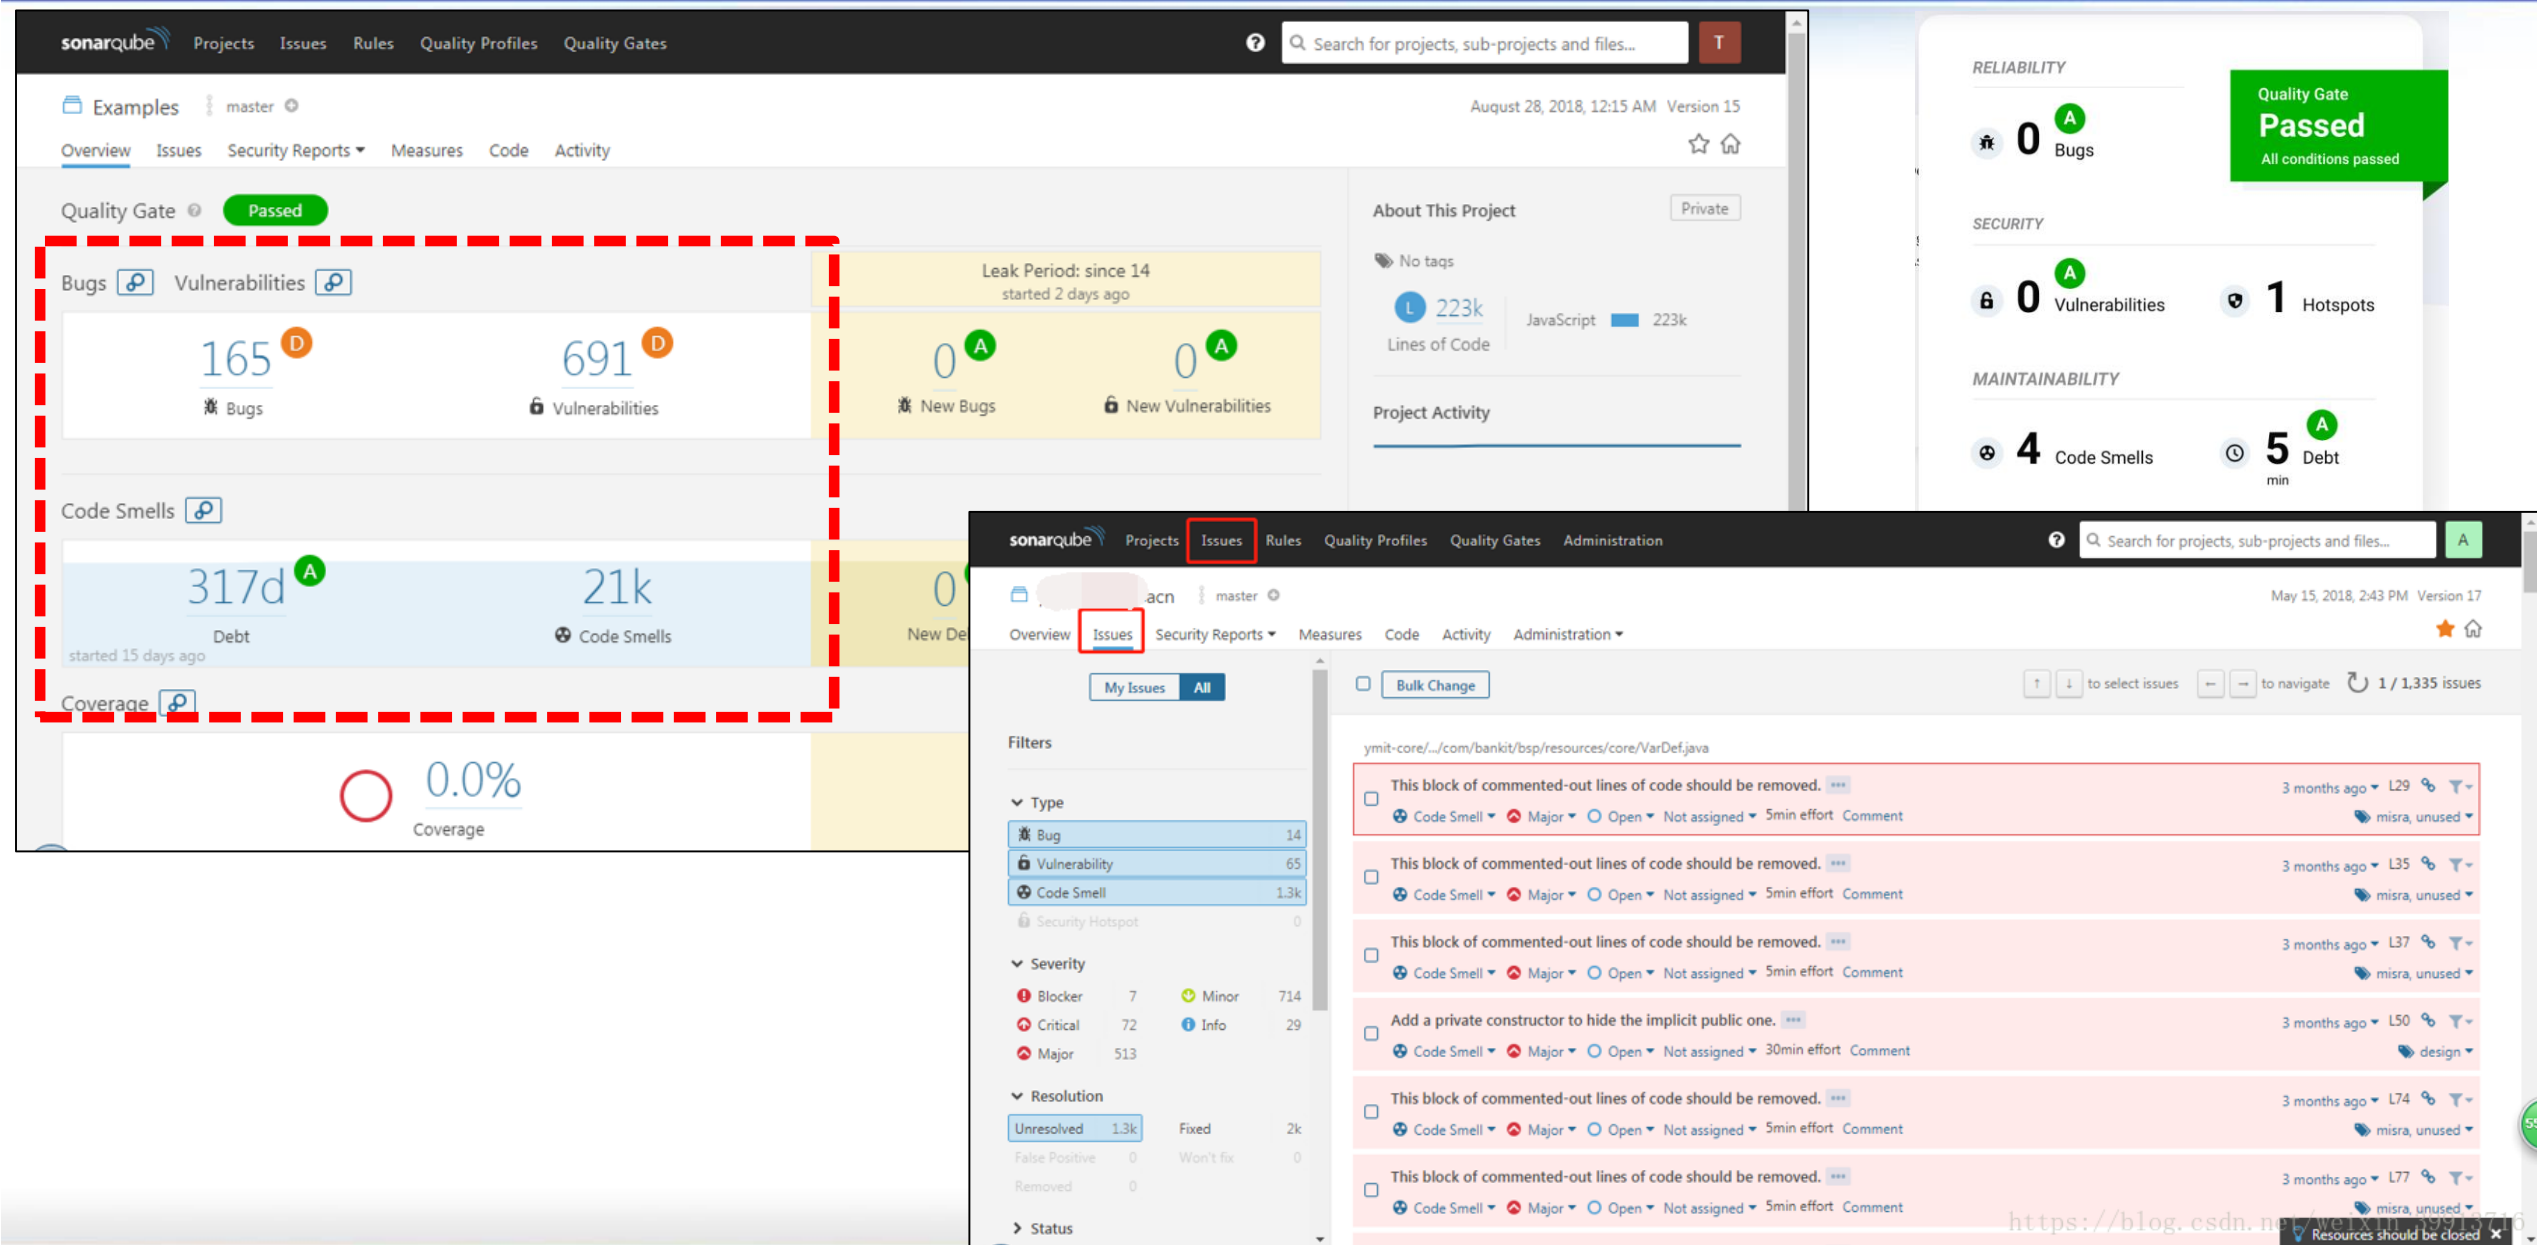 sonarqube Projects Issues Rules Quality Profiles Quality Gates Search for projects, sub-projects and files... T
Examples master August 28, 2018, 12:15 AM Version 15
Overview Issues Security Reports Measures Code Activity
Quality Gate Passed
Bugs Vulnerabilities
Leak Period: since 14
started 2 days ago
165 D 691 D 0 A 0 A
Bugs Vulnerabilities New Bugs New Vulnerabilities
Code Smells
317d A 21k 0
Debt Code Smells New De
started 15 days ago
Coverage
0.0%
Coverage
About This Project Private
No tags
L 223k JavaScript 223k
Lines of Code
Project Activity
RELIABILITY
0 A Bugs
Quality Gate
Passed
All conditions passed
SECURITY
0 A Vulnerabilities 1 Hotspots
MAINTAINABILITY
4 Code Smells 5 A Debt
min
sonarqube Projects Issues Rules Quality Profiles Quality Gates Administration Search for projects, sub-projects and files... A
acn master May 15, 2018, 2:43 PM Version 17
Overview Issues Security Reports Measures Code Activity Administration
My Issues All
Bulk Change ↑ ↓ to select issues ← → to navigate 1 / 1,335 issues
Filters
Type
Bug 14
Vulnerability 65
Code Smell 1.3k
Security Hotspot 0
Severity
Blocker 7 Minor 714
Critical 72 Info 29
Major 513
Resolution
Unresolved 1.3k Fixed 2k
False Positive 0 Won't fix 0
Removed 0
Status
ymit-core/.../com/bankit/bsp/resources/core/VarDef.java
This block of commented-out lines of code should be removed. ••• 3 months ago L29
Code Smell Major Open Not assigned 5min effort Comment misra, unused
This block of commented-out lines of code should be removed. ••• 3 months ago L35
Code Smell Major Open Not assigned 5min effort Comment misra, unused
This block of commented-out lines of code should be removed. ••• 3 months ago L37
Code Smell Major Open Not assigned 5min effort Comment misra, unused
Add a private constructor to hide the implicit public one. ••• 3 months ago L50
Code Smell Major Open Not assigned 30min effort Comment design
This block of commented-out lines of code should be removed. ••• 3 months ago L74
Code Smell Major Open Not assigned 5min effort Comment misra, unused
This block of commented-out lines of code should be removed. ••• 3 months ago L77
Code Smell Major Open Not assigned 5min effort Comment misra, unused
https://blog.csdn.net/weixin_39913716
Resources should be closed